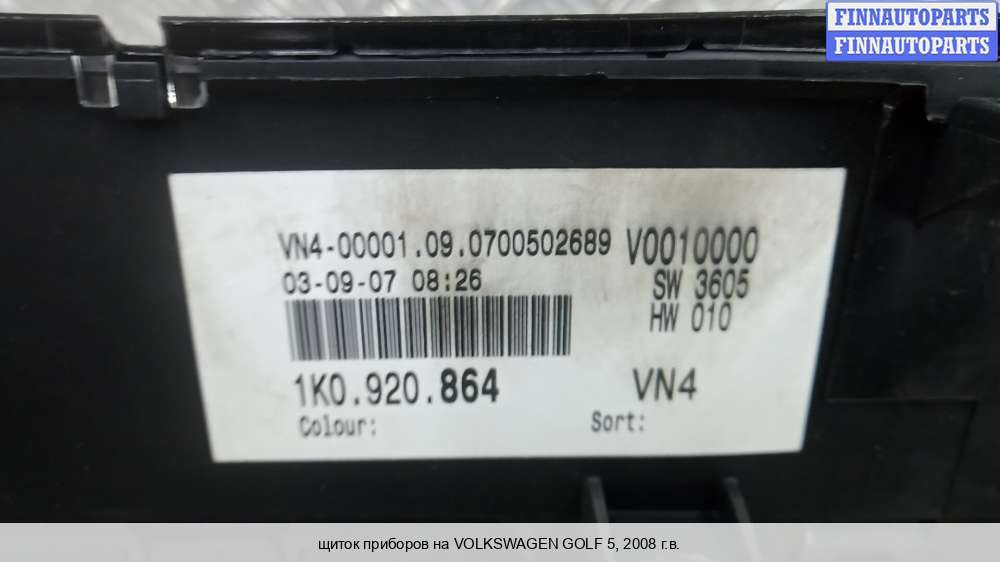 FINNAUTOPARTS
FINNAUTOPARTS
VN4-00001.09.0700502689 V0010000
03-09-07 08:26 SW 3605
HW 010
1K0.920.864 VN4
Colour: Sort:
щиток приборов на VOLKSWAGEN GOLF 5, 2008 г.в.